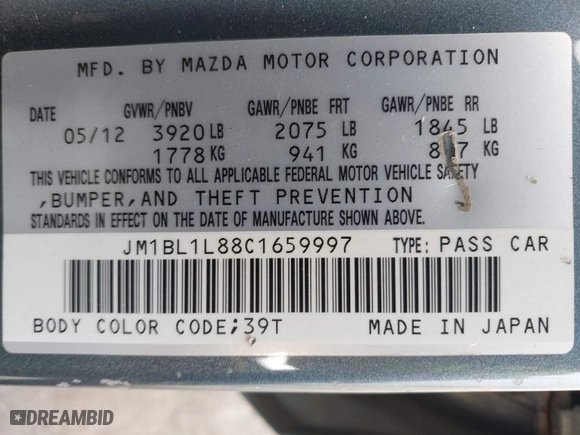 MFD. BY MAZDA MOTOR CORPORATION
DATE GVWR/PNBV GAWR/PNBE FRT GAWR/PNBE RR
05/12 3920 LB 2075 LB 1845 LB
1778 KG 941 KG KG
THIS VEHICLE CONFORMS TO ALL APPLICABLE FEDERAL MOTOR VEHICLE SAFETY
,BUMPER,AND THEFT PREVENTION
STANDARDS IN EFFECT ON THE DATE OF MANUFACTURE SHOWN ABOVE.
JM1BL1L88C1659997 TYPE: PASS CAR
BODY COLOR CODE;39T MADE IN JAPAN
DREAMBID